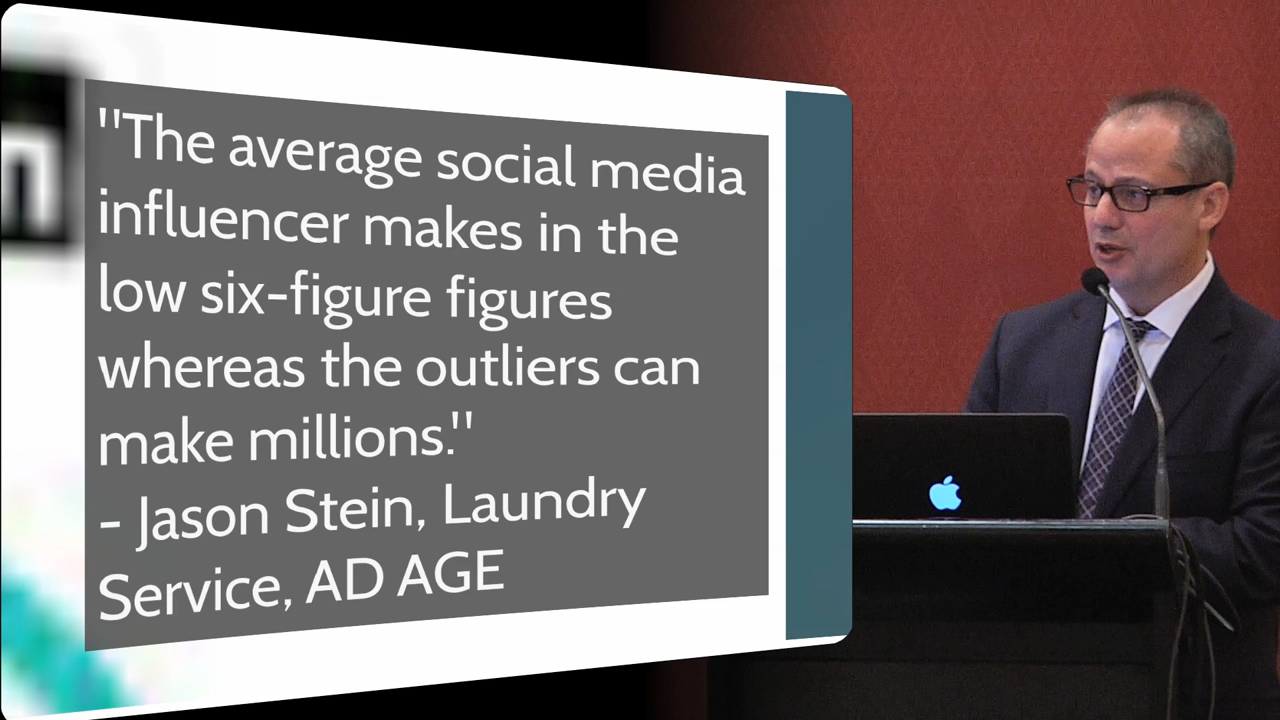 "The average social media
influencer makes in the
low six-figure figures
whereas the outliers can
make millions."
- Jason Stein, Laundry
Service, AD AGE